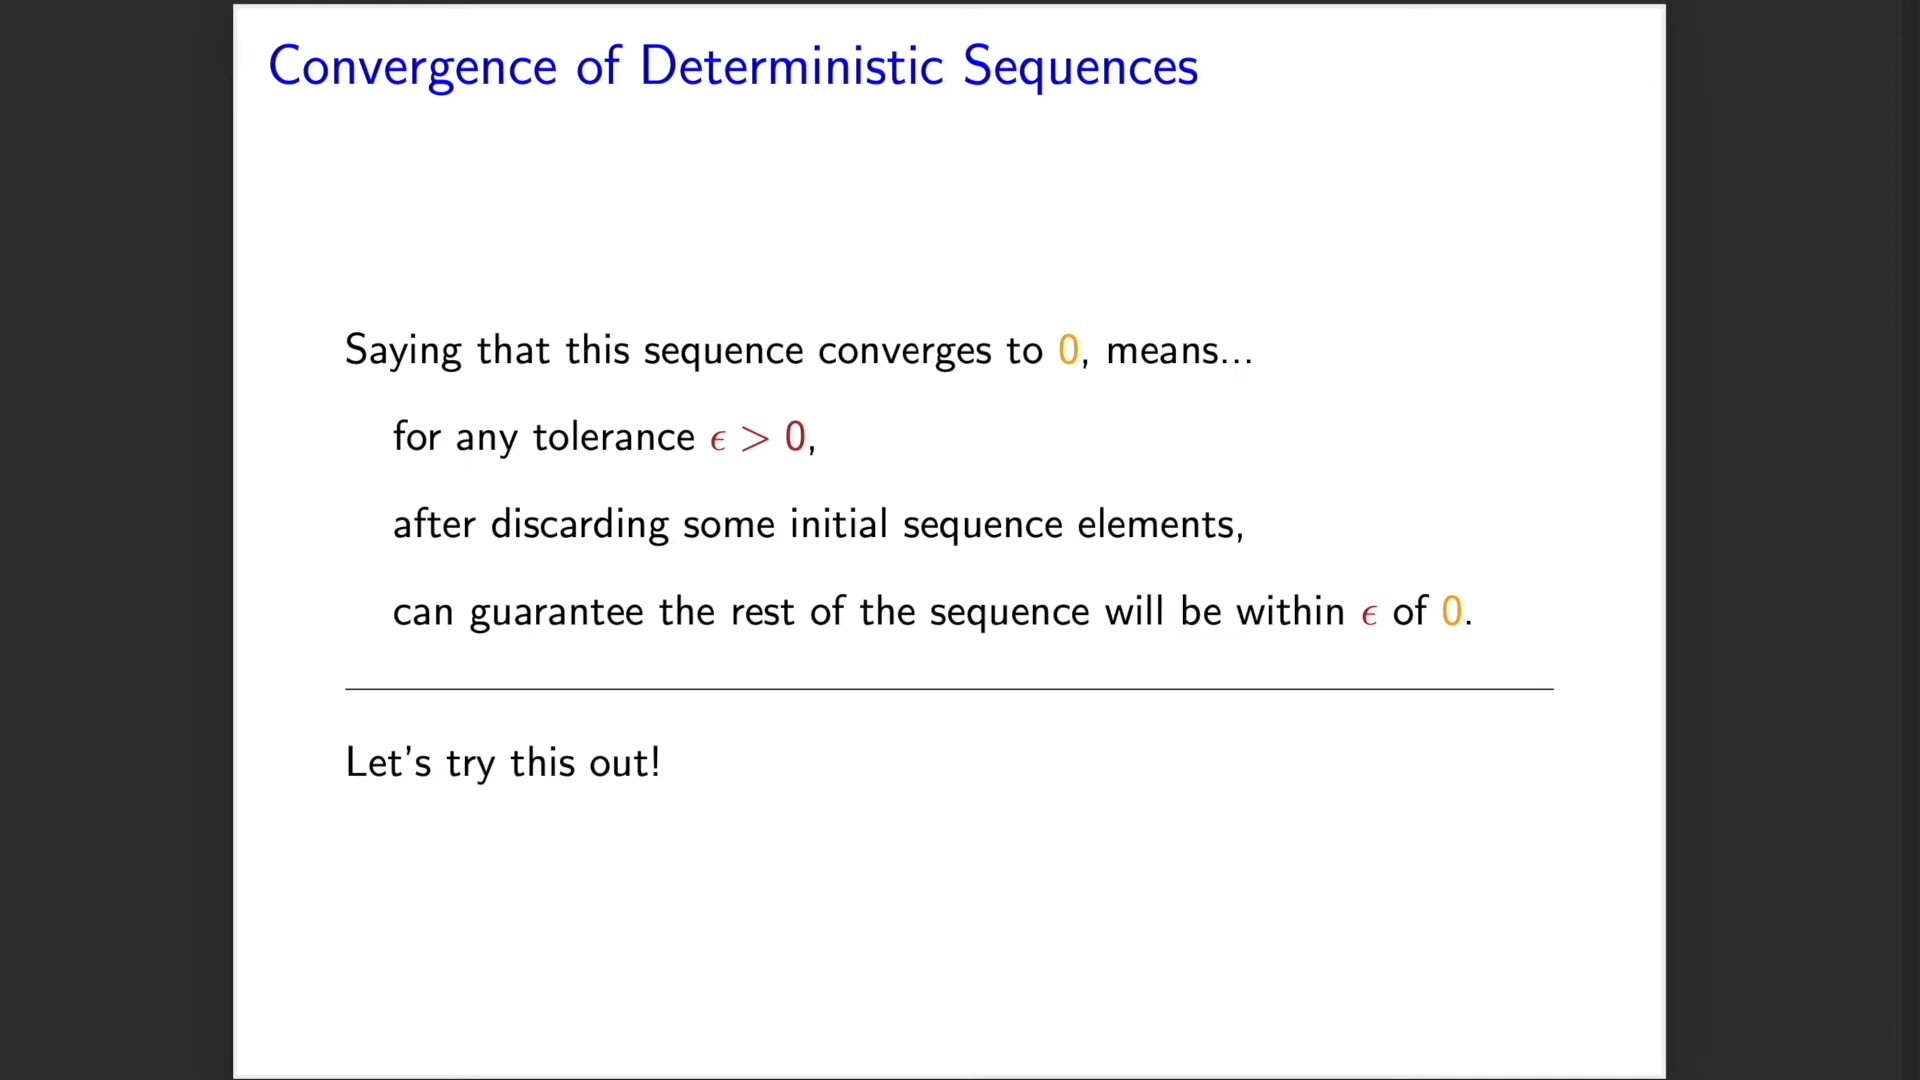 Convergence of Deterministic Sequences
Saying that this sequence converges to 0, means...
for any tolerance ϵ > 0,
after discarding some initial sequence elements,
can guarantee the rest of the sequence will be within ϵ of 0.
Let's try this out!